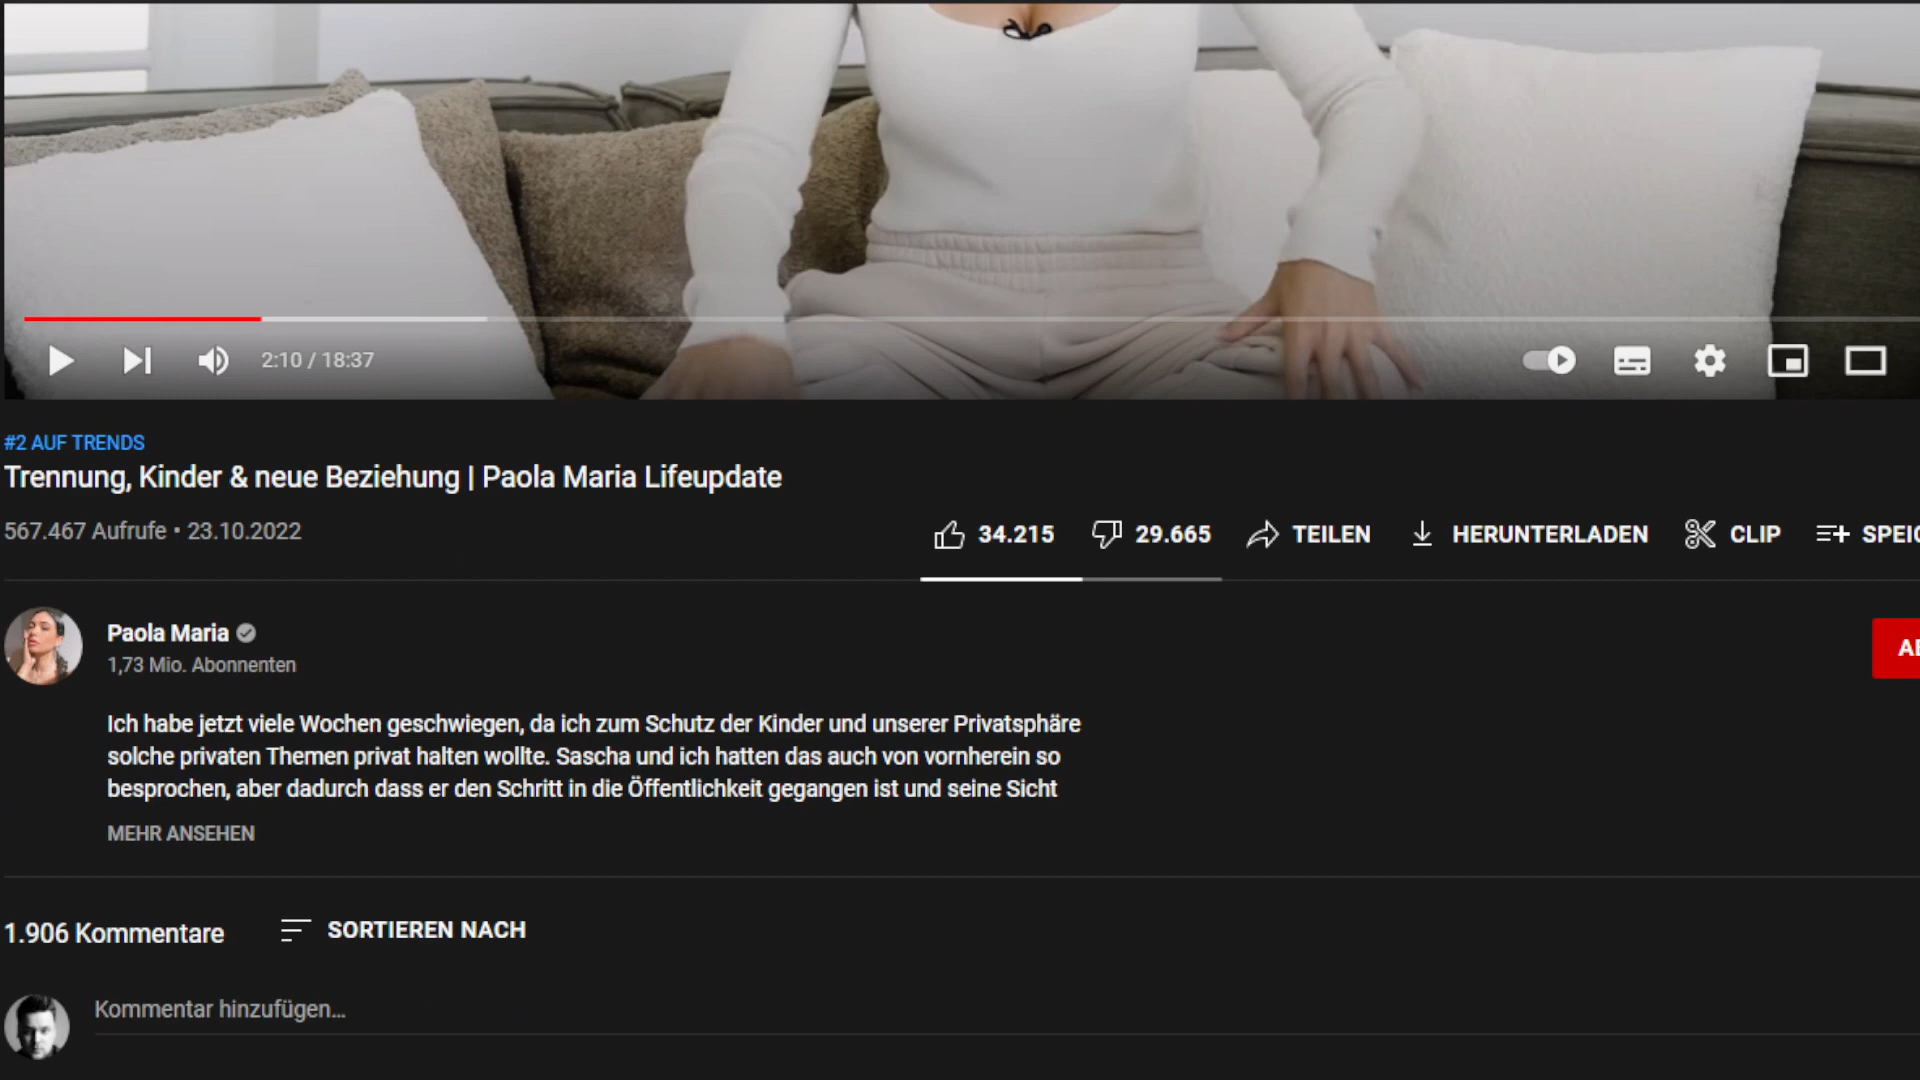 2:10 / 18:37
#2 AUF TRENDS
Trennung, Kinder & neue Beziehung | Paola Maria Lifeupdate
567.467 Aufrufe • 23.10.2022
34.215
29.665
TEILEN
HERUNTERLADEN
CLIP
SPEIC
Paola Maria
1,73 Mio. Abonnenten
AB
Ich habe jetzt viele Wochen geschwiegen, da ich zum Schutz der Kinder und unserer Privatsphäre
solche privaten Themen privat halten wollte. Sascha und ich hatten das auch von vornherein so
besprochen, aber dadurch dass er den Schritt in die Öffentlichkeit gegangen ist und seine Sicht
MEHR ANSEHEN
1.906 Kommentare
SORTIEREN NACH
Kommentar hinzufügen...